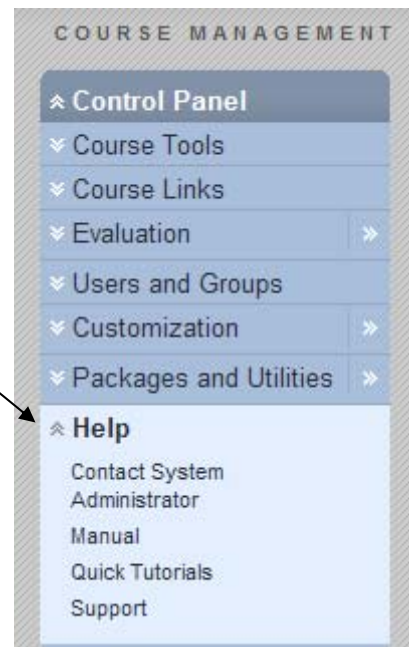 COURSE MANAGEMENT
Control Panel
Course Tools
Course Links
Evaluation
Users and Groups
Customization
Packages and Utilities
Help
Contact System
Administrator
Manual
Quick Tutorials
Support